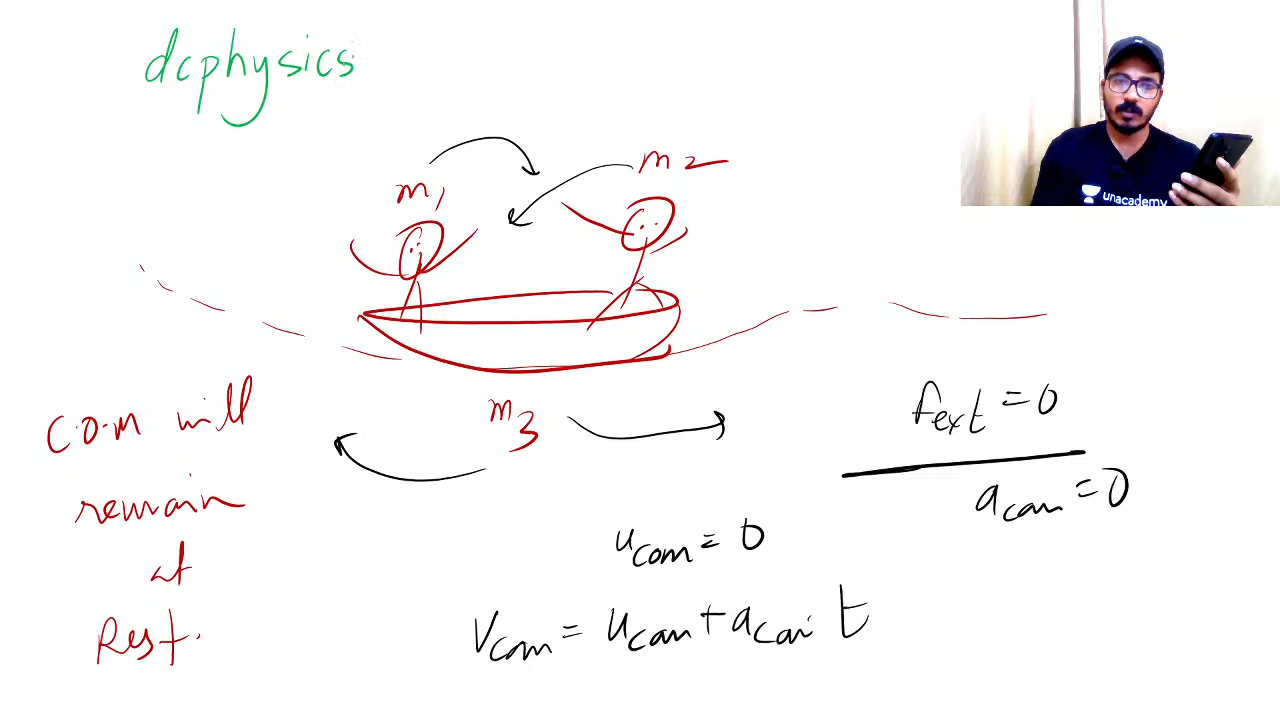 dcphysics
unacademy
m1
m2
m3
C.O.M will
remain
at
Rest.
fext = 0
acom = 0
ucom = 0
vcom = ucom + acom t